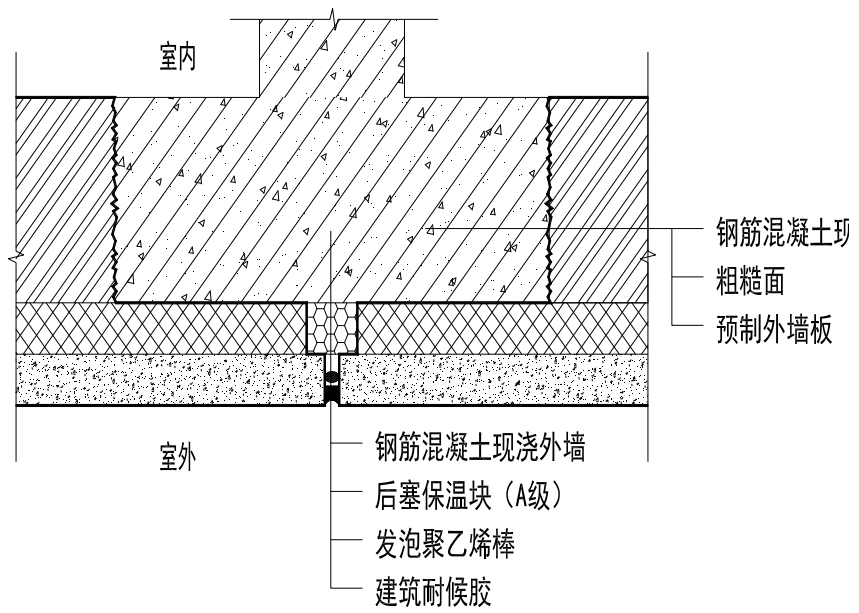 室内
钢筋混凝土现
粗糙面
预制外墙板
室外
钢筋混凝土现浇外墙
后塞保温块（A级）
发泡聚乙烯棒
建筑耐候胶